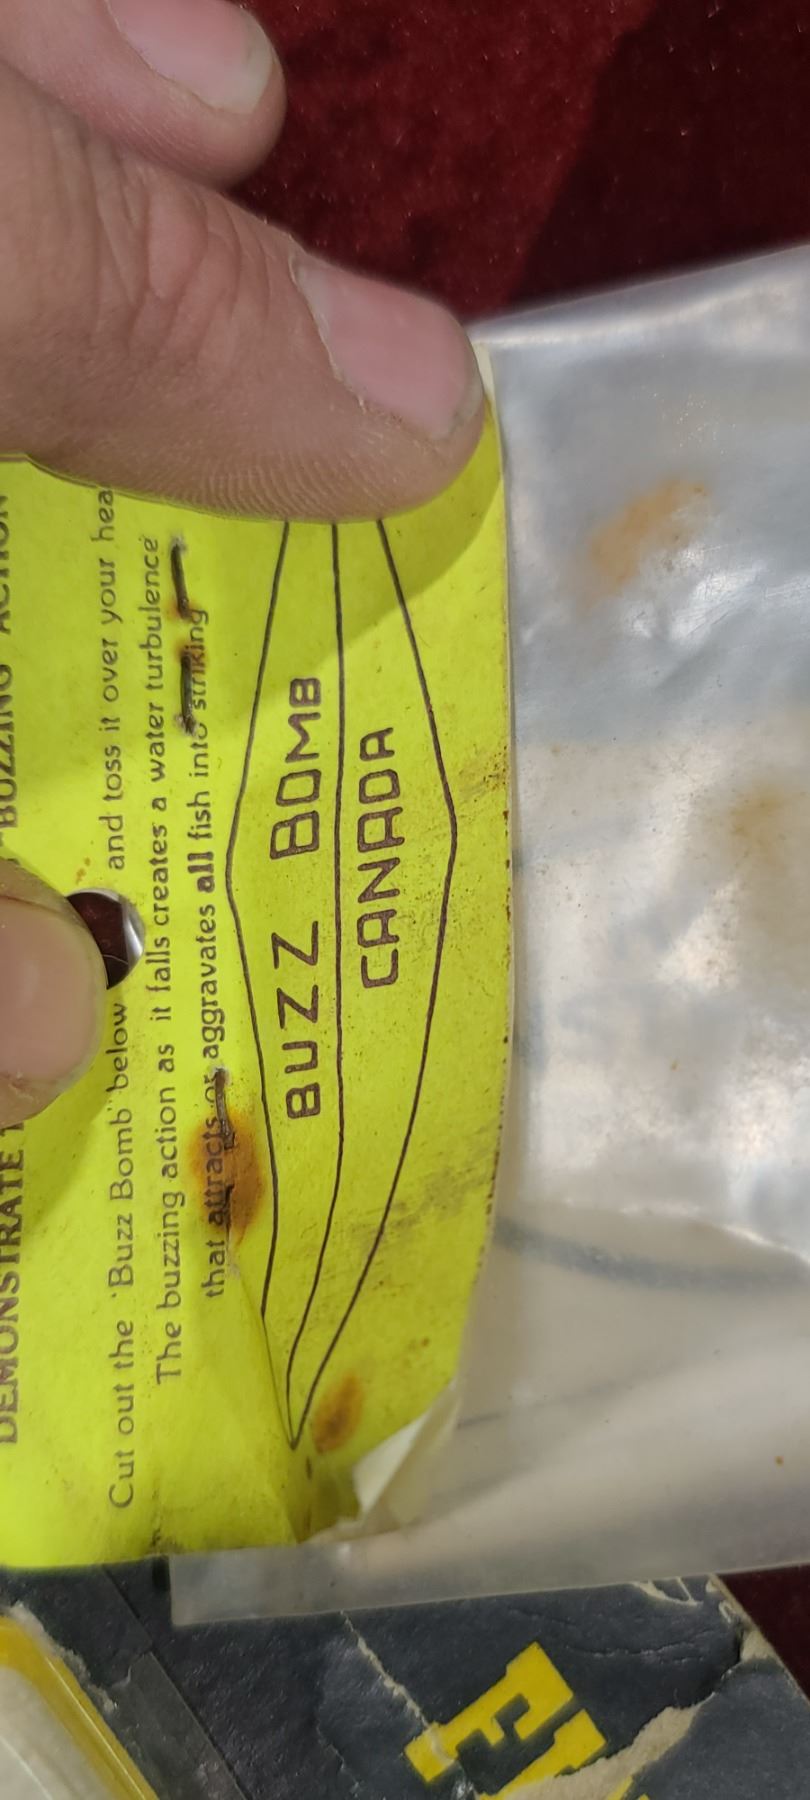 DEMONSTRATE "BUZZING" ACTION
Cut out the 'Buzz Bomb' below and toss it over your hea
The buzzing action as it falls creates a water turbulence
that attracts or aggravates all fish into striking
BUZZ BOMB
CANADA